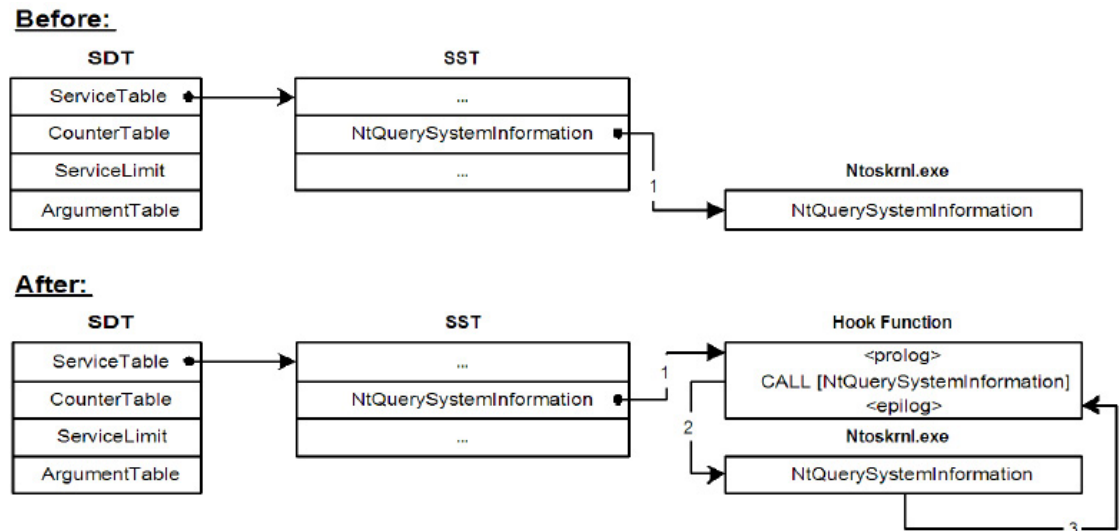 Before:
SDT
SST
ServiceTable
...
CounterTable
NtQuerySystemInformation
ServiceLimit
...
Ntoskrnl.exe
1
ArgumentTable
NtQuerySystemInformation
After:
SDT
SST
Hook Function
ServiceTable
...
1
<prolog>
CounterTable
NtQuerySystemInformation
CALL [NtQuerySystemInformation]
<epilog>
ServiceLimit
...
2
Ntoskrnl.exe
ArgumentTable
NtQuerySystemInformation
3